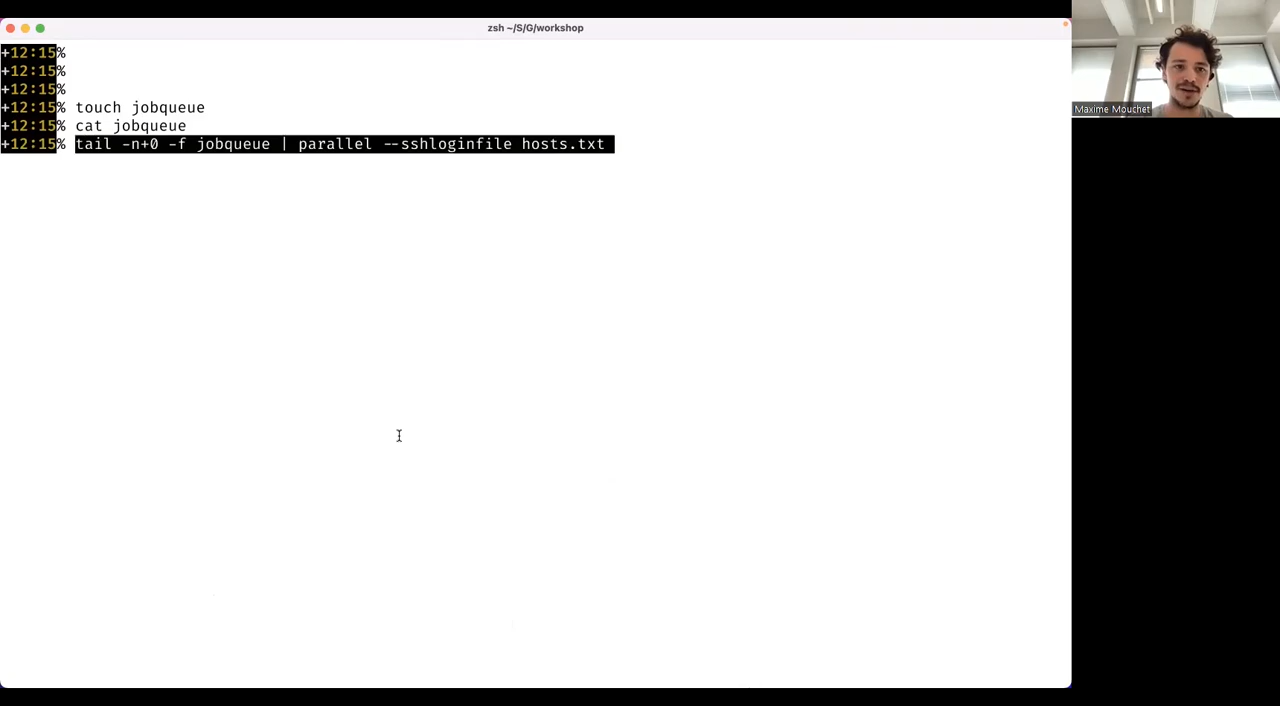 zsh ~/S/G/workshop
+12:15%
+12:15%
+12:15%
+12:15% touch jobqueue
+12:15% cat jobqueue
+12:15% tail -n+0 -f jobqueue | parallel --sshloginfile hosts.txt
Maxime Mouchet